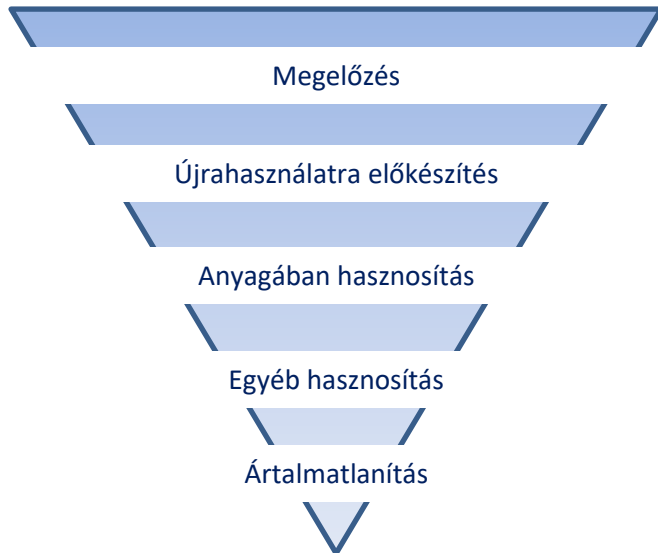 Megelőzés
Újrahasználatra előkészítés
Anyagában hasznosítás
Egyéb hasznosítás
Ártalmatlanítás